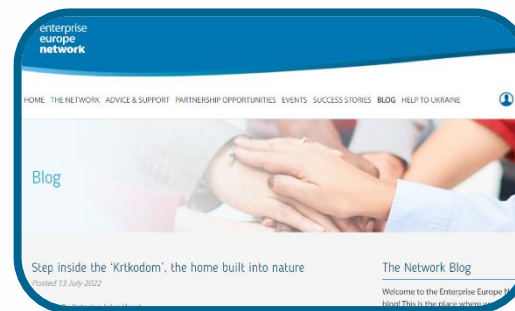 enterprise
europe
network
HOME THE NETWORK ADVICE & SUPPORT PARTNERSHIP OPPORTUNITIES EVENTS SUCCESS STORIES BLOG HELP TO UKRAINE
Blog
Step inside the ‘Krtkodom’, the home built into nature
Posted 13 July 2022
The Network Blog
Welcome to the Enterprise Europe N
blog! This is the place where